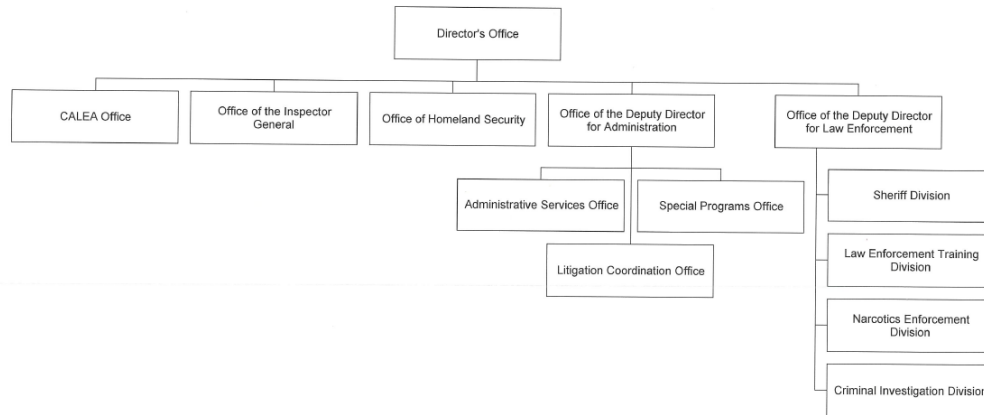 Director's Office
CALEA Office
Office of the Inspector
General
Office of Homeland Security
Office of the Deputy Director
for Administration
Office of the Deputy Director
for Law Enforcement
Administrative Services Office
Special Programs Office
Litigation Coordination Office
Sheriff Division
Law Enforcement Training
Division
Narcotics Enforcement
Division
Criminal Investigation Division